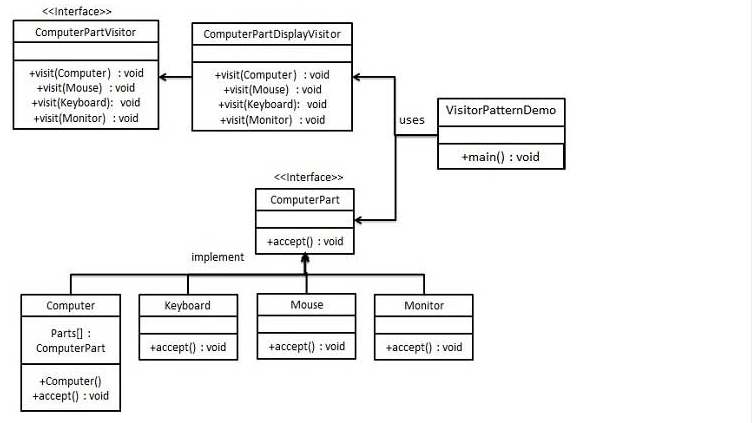 <<Interface>>
ComputerPartVisitor
+visit(Computer) : void
+visit(Mouse) : void
+visit(Keyboard): void
+visit(Monitor) : void
ComputerPartDisplayVisitor
+visit(Computer) : void
+visit(Mouse) : void
+visit(Keyboard): void
+visit(Monitor) : void
uses
VisitorPatternDemo
+main() : void
<<Interface>>
ComputerPart
+accept() : void
implement
Computer
Parts[] :
ComputerPart
+Computer()
+accept() : void
Keyboard
+accept() : void
Mouse
+accept() : void
Monitor
+accept() : void